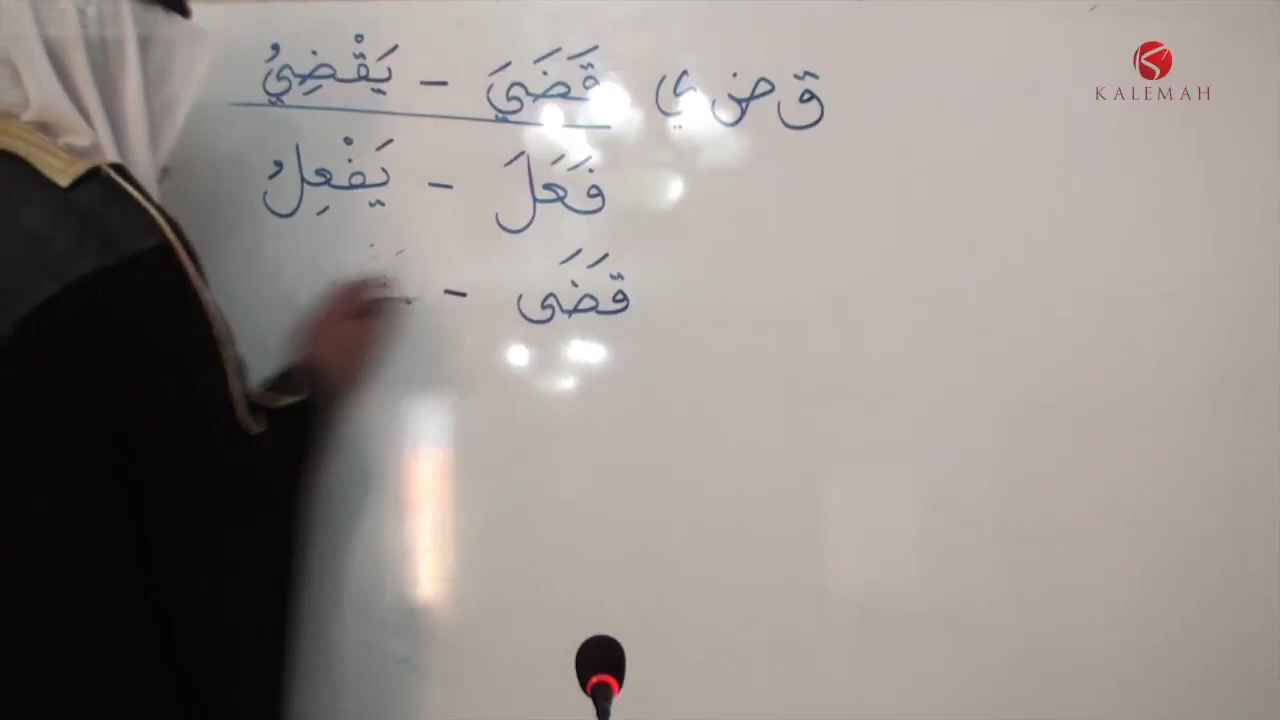 ق ض ي قَضَيَ - يَقْضِيُ
فَعَلَ - يَفْعِلُ
قَضَى -
KALEMAH